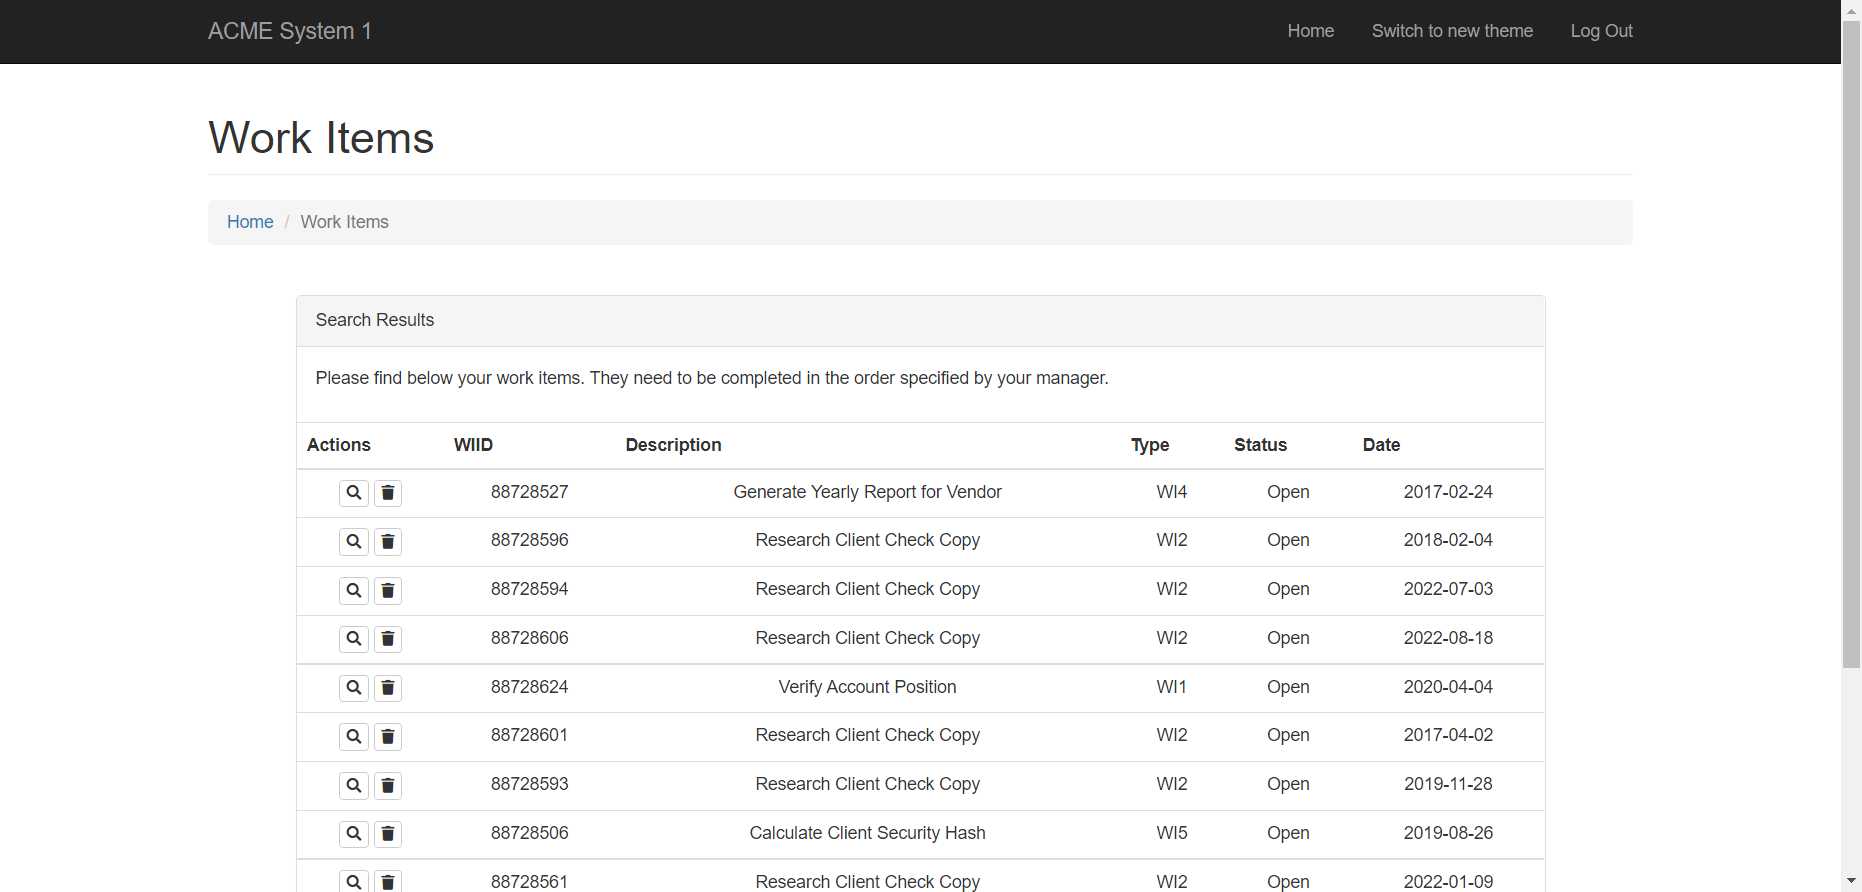 ACME System 1 Home Switch to new theme Log Out
Work Items
Home / Work Items
Search Results
Please find below your work items. They need to be completed in the order specified by your manager.
Actions WIID Description Type Status Date
88728527 Generate Yearly Report for Vendor WI4 Open 2017-02-24
88728596 Research Client Check Copy WI2 Open 2018-02-04
88728594 Research Client Check Copy WI2 Open 2022-07-03
88728606 Research Client Check Copy WI2 Open 2022-08-18
88728624 Verify Account Position WI1 Open 2020-04-04
88728601 Research Client Check Copy WI2 Open 2017-04-02
88728593 Research Client Check Copy WI2 Open 2019-11-28
88728506 Calculate Client Security Hash WI5 Open 2019-08-26
88728561 Research Client Check Copy WI2 Open 2022-01-09